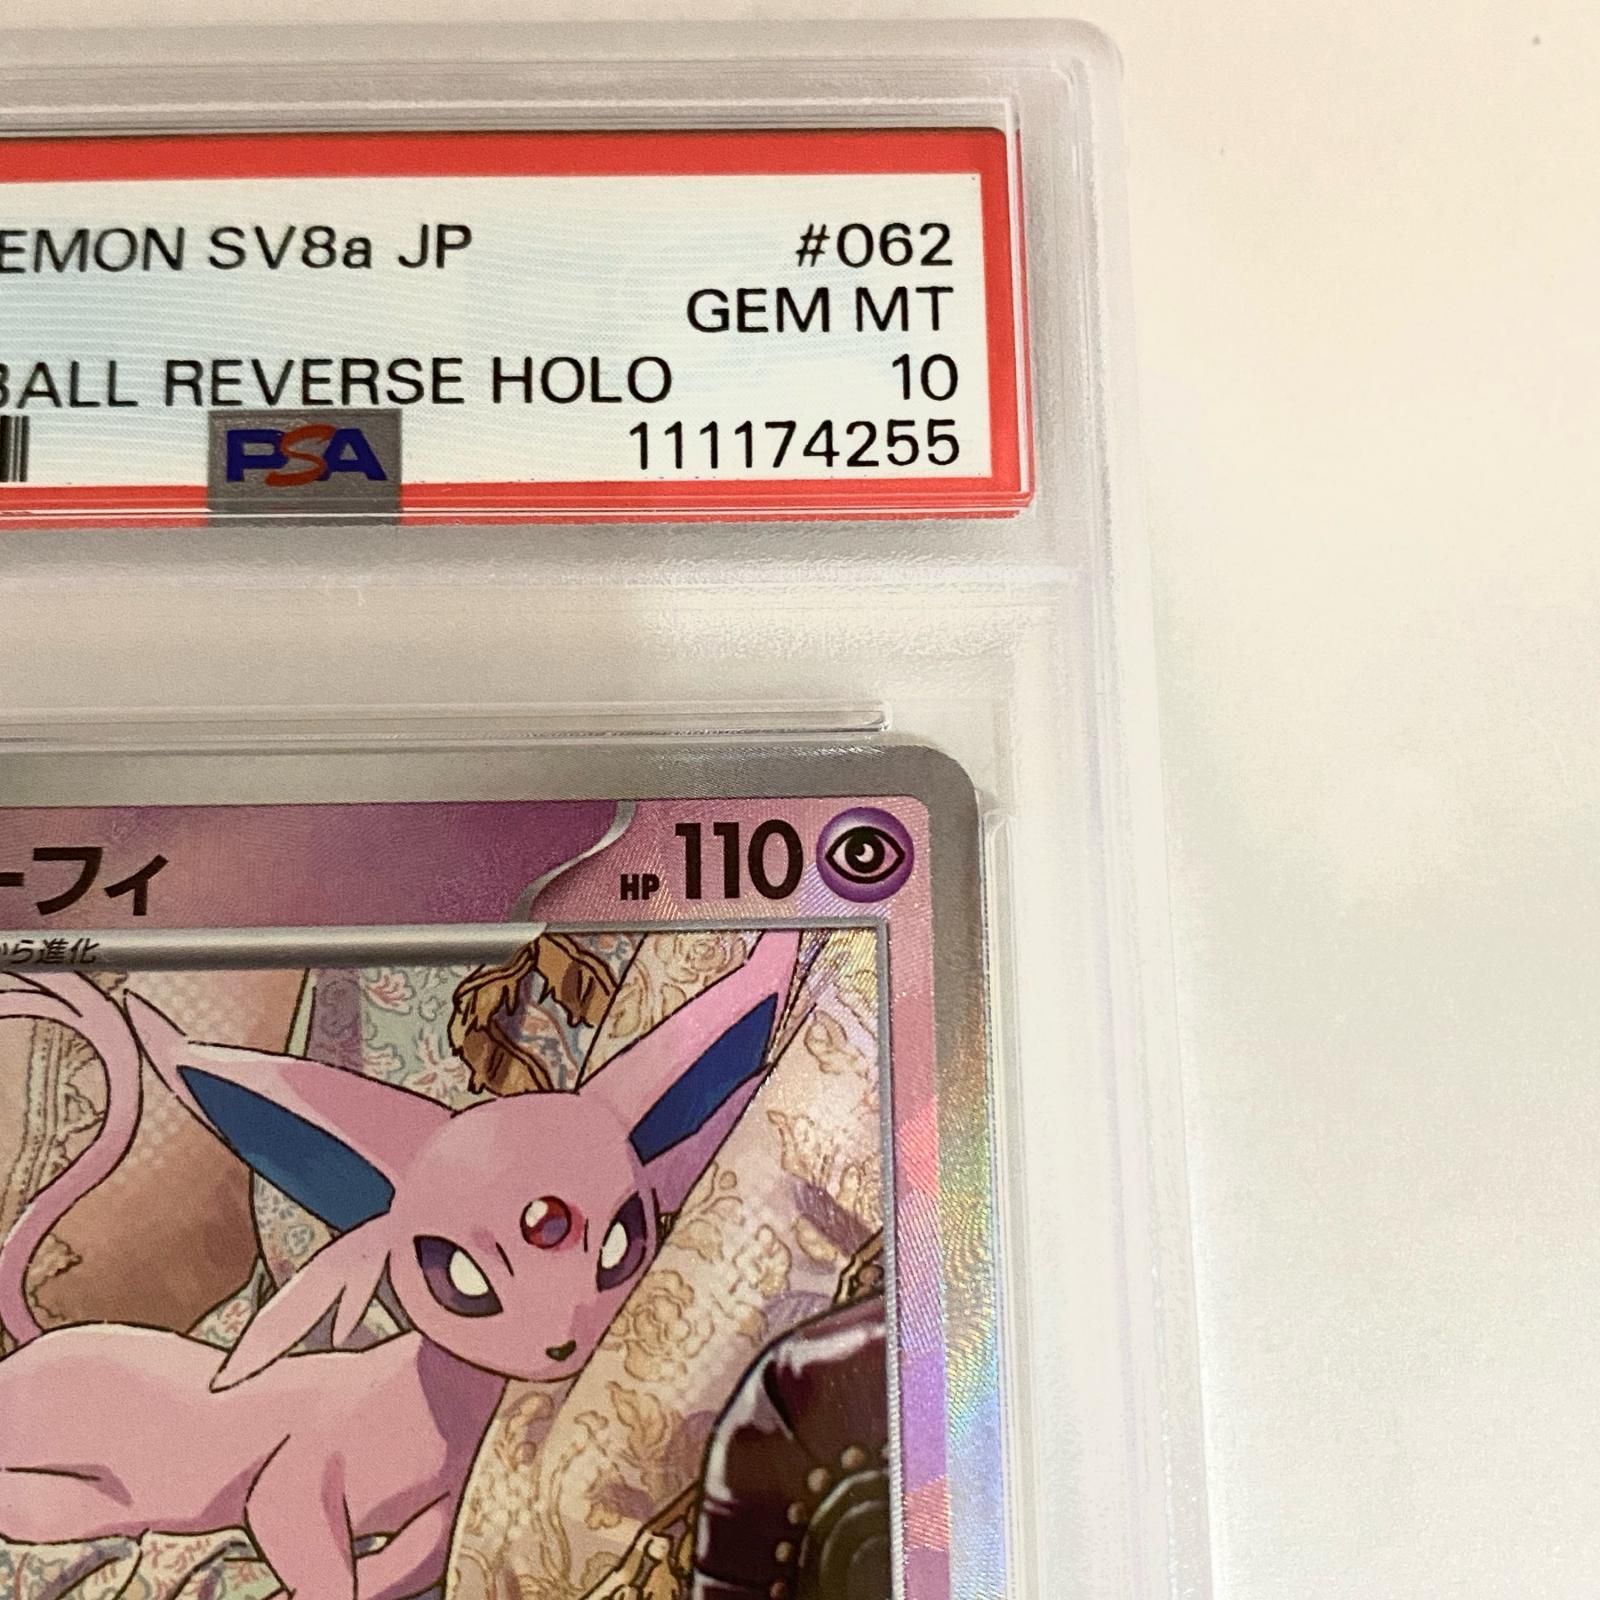 EMON SV8a JP #062
GEM MT
BALL REVERSE HOLO 10
PSA 111174255
ーフィ HP 110
から進化